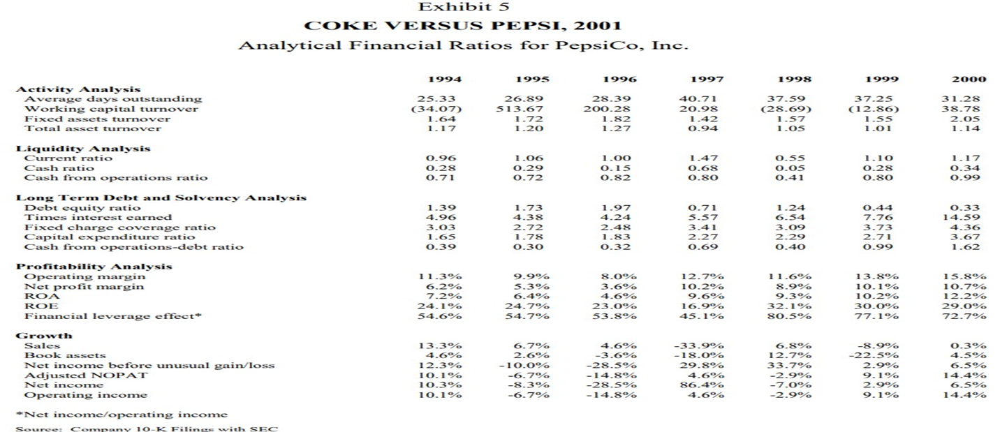 Exhibit 5
COKE VERSUS PEPSI, 2001
Analytical Financial Ratios for PepsiCo, Inc.
1994 1995 1996 1997 1998 1999 2000
Activity Analysis
Average days outstanding 25.33 26.89 28.39 40.71 37.59 37.25 31.28
Working capital turnover (34.07) 513.67 200.28 20.98 (28.69) (12.86) 38.78
Fixed assets turnover 1.64 1.72 1.82 1.42 1.57 1.55 2.05
Total asset turnover 1.17 1.20 1.27 0.94 1.05 1.01 1.14
Liquidity Analysis
Current ratio 0.96 1.06 1.00 1.47 0.55 1.10 1.17
Cash ratio 0.28 0.29 0.15 0.68 0.05 0.28 0.34
Cash from operations ratio 0.71 0.72 0.82 0.80 0.41 0.80 0.99
Long Term Debt and Solvency Analysis
Debt equity ratio 1.39 1.73 1.97 0.71 1.24 0.44 0.33
Times interest earned 4.96 4.38 4.24 5.57 6.54 7.76 14.59
Fixed charge coverage ratio 3.03 2.72 2.48 3.41 3.09 3.73 4.36
Capital expenditure ratio 1.65 1.78 1.83 2.27 2.29 2.71 3.67
Cash from operations-debt ratio 0.39 0.30 0.32 0.69 0.40 0.99 1.62
Profitability Analysis
Operating margin 11.3% 9.9% 8.0% 12.7% 11.6% 13.8% 15.8%
Net profit margin 6.2% 5.3% 3.6% 10.2% 8.9% 10.1% 10.7%
ROA 7.2% 6.4% 4.6% 9.6% 9.3% 10.2% 12.2%
ROE 24.1% 24.7% 23.0% 16.9% 32.1% 30.0% 29.0%
Financial leverage effect* 54.6% 54.7% 53.8% 45.1% 80.5% 77.1% 72.7%
Growth
Sales 13.3% 6.7% 4.6% -33.9% 6.8% -8.9% 0.3%
Book assets 4.6% 2.6% -3.6% -18.0% 12.7% -22.5% 4.5%
Net income before unusual gain/loss 12.3% -10.0% -28.5% 29.8% 33.7% 2.9% 6.5%
Adjusted NOPAT 10.1% -6.7% -14.8% 4.6% -2.9% 9.1% 14.4%
Net income 10.3% -8.3% -28.5% 86.4% -7.0% 2.9% 6.5%
Operating income 10.1% -6.7% -14.8% 4.6% -2.9% 9.1% 14.4%
*Net income/operating income
Source: Company 10-K Filings with SEC